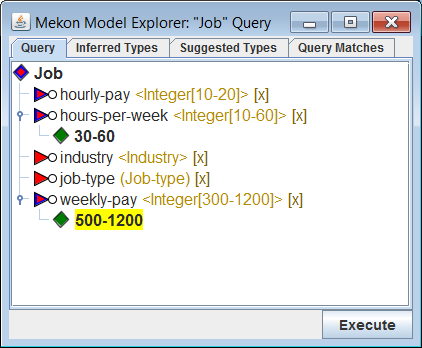 Mekon Model Explorer: "Job" Query
Query Inferred Types Suggested Types Query Matches
Job
hourly-pay <Integer[10-20]> [x]
hours-per-week <Integer[10-60]> [x]
30-60
industry <Industry> [x]
job-type (Job-type) [x]
weekly-pay <Integer[300-1200]> [x]
500-1200
Execute